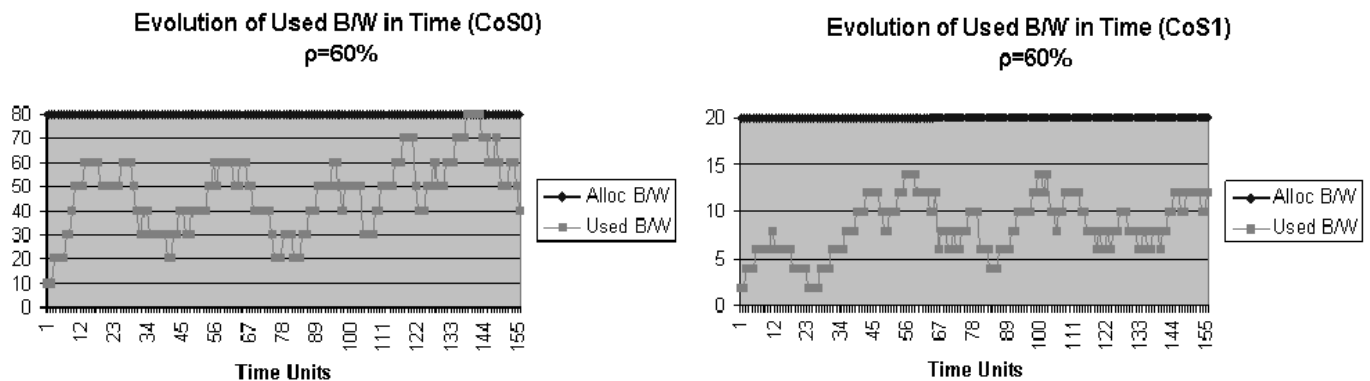 Evolution of Used B/W in Time (CoS0)
ρ=60%
80
70
60
50
40
30
20
10
0
1 12 23 34 45 56 67 78 89 100 111 122 133 144 155
Time Units
Alloc B/W
Used B/W
Evolution of Used B/W in Time (CoS1)
ρ=60%
20
15
10
5
0
1 12 23 34 45 56 67 78 89 100 111 122 133 144 155
Time Units
Alloc B/W
Used B/W